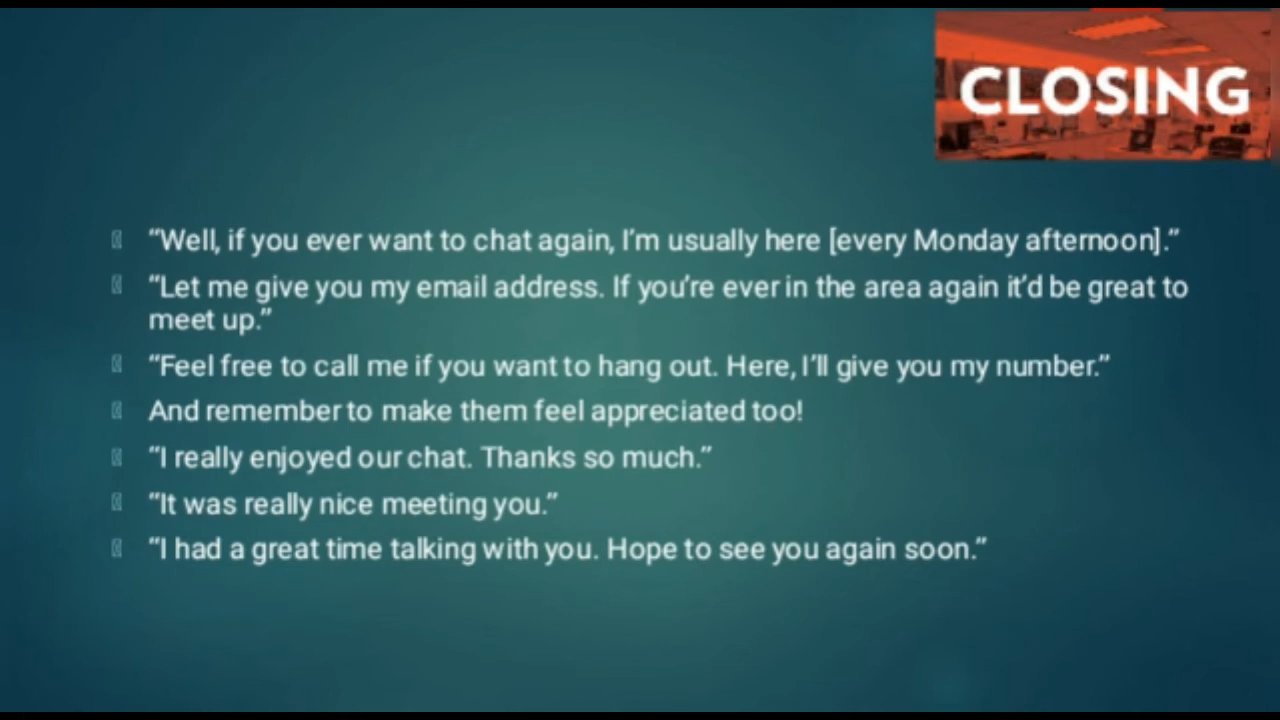 CLOSING
“Well, if you ever want to chat again, I’m usually here [every Monday afternoon].”
“Let me give you my email address. If you’re ever in the area again it’d be great to
meet up.”
“Feel free to call me if you want to hang out. Here, I’ll give you my number.”
And remember to make them feel appreciated too!
“I really enjoyed our chat. Thanks so much.”
“It was really nice meeting you.”
“I had a great time talking with you. Hope to see you again soon.”